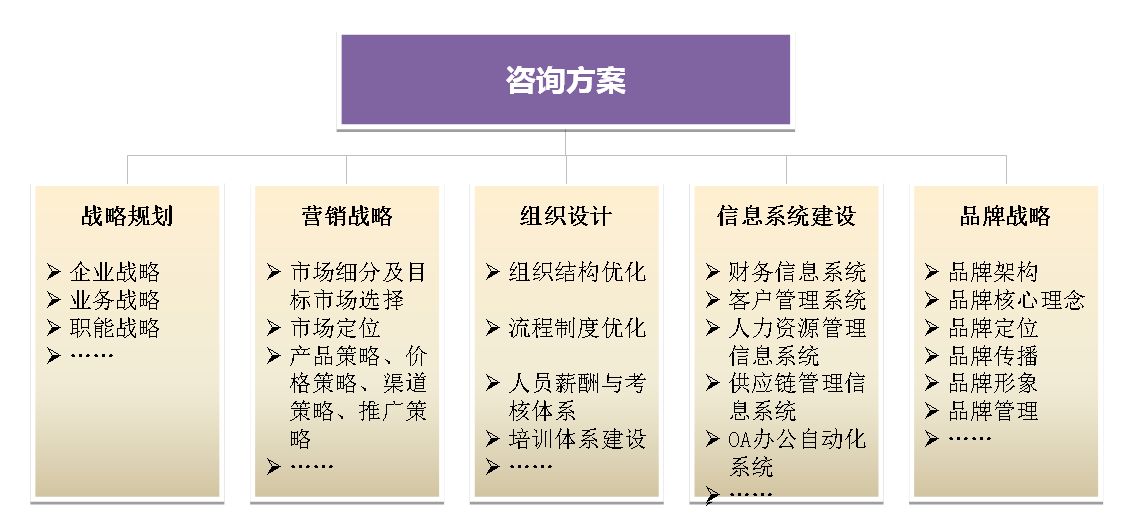 咨询方案
战略规划
➢ 企业战略
➢ 业务战略
➢ 职能战略
➢ ……
营销战略
➢ 市场细分及目
标市场选择
➢ 市场定位
➢ 产品策略、价
格策略、渠道
策略、推广策
略
➢ ……
组织设计
➢ 组织结构优化
流程制度优化
人员薪酬与考
核体系
➢ 培训体系建设
➢ ……
信息系统建设
➢ 财务信息系统
➢ 客户管理系统
➢ 人力资源管理
信息系统
➢ 供应链管理信
息系统
➢ OA办公自动化
系统
➢ ……
品牌战略
➢ 品牌架构
➢ 品牌核心理念
➢ 品牌定位
➢ 品牌传播
➢ 品牌形象
➢ 品牌管理
➢ ……